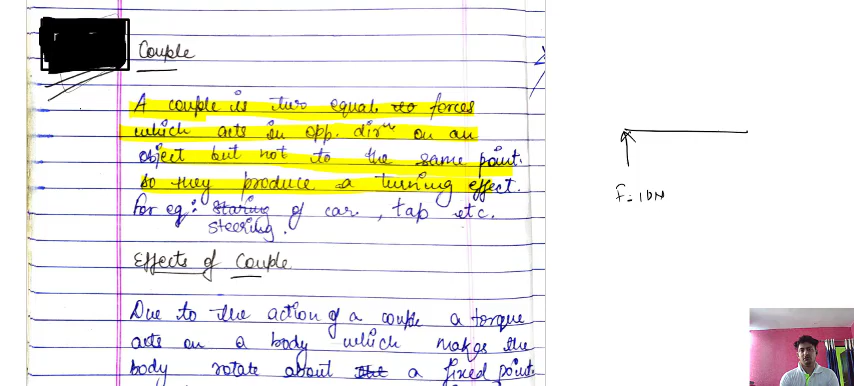 Couple
A couple is two equal forces
which acts in opp. dirⁿ on an
object but not to the same point.
So they produce a turning effect.
For eg: staring of car, tap etc.
steering.
Effects of Couple
Due to the action of a couple a torque
acts on a body which makes the
body rotate about the a fixed point
F=10N